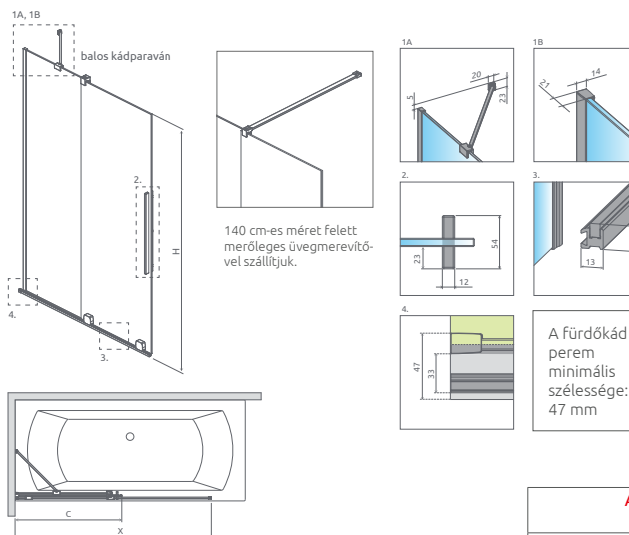 1A, 1B
balos kádparaván
2.
H
4.
3.
140 cm-es méret felett
merőleges üvegmerevítő-
vel szállítjuk.
1A
20
5
23
1B
14
21
2.
54
23
12
3.
13
4.
47
33
A fürdőkád
perem
minimális
szélessége:
47 mm
C
X